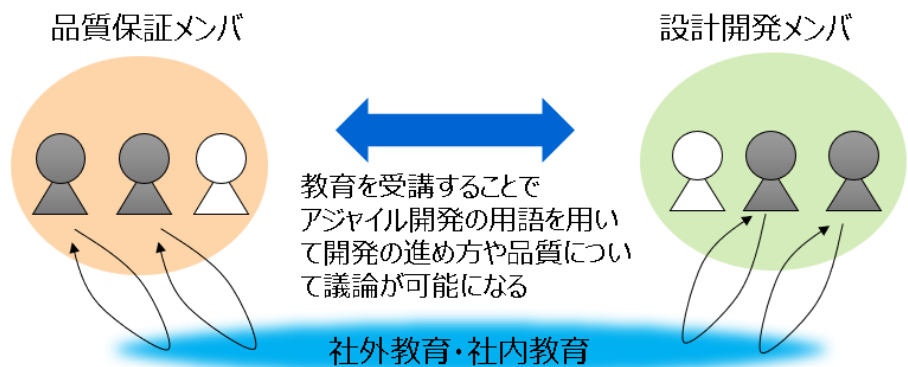 品質保証メンバ
設計開発メンバ
教育を受講することで
アジャイル開発の用語を用い
て開発の進め方や品質につい
て議論が可能になる
社外教育・社内教育